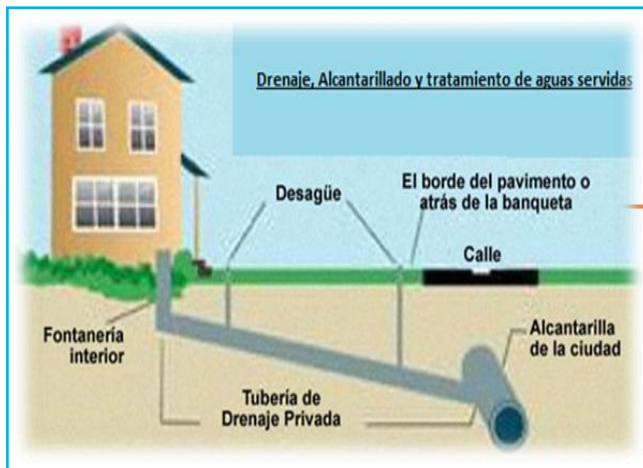 Drenaje, Alcantarillado y tratamiento de aguas servidas
El borde del pavimento o
atrás de la banqueta
Desagüe
Calle
Fontanería
interior
Alcantarilla
de la ciudad
Tubería de
Drenaje Privada